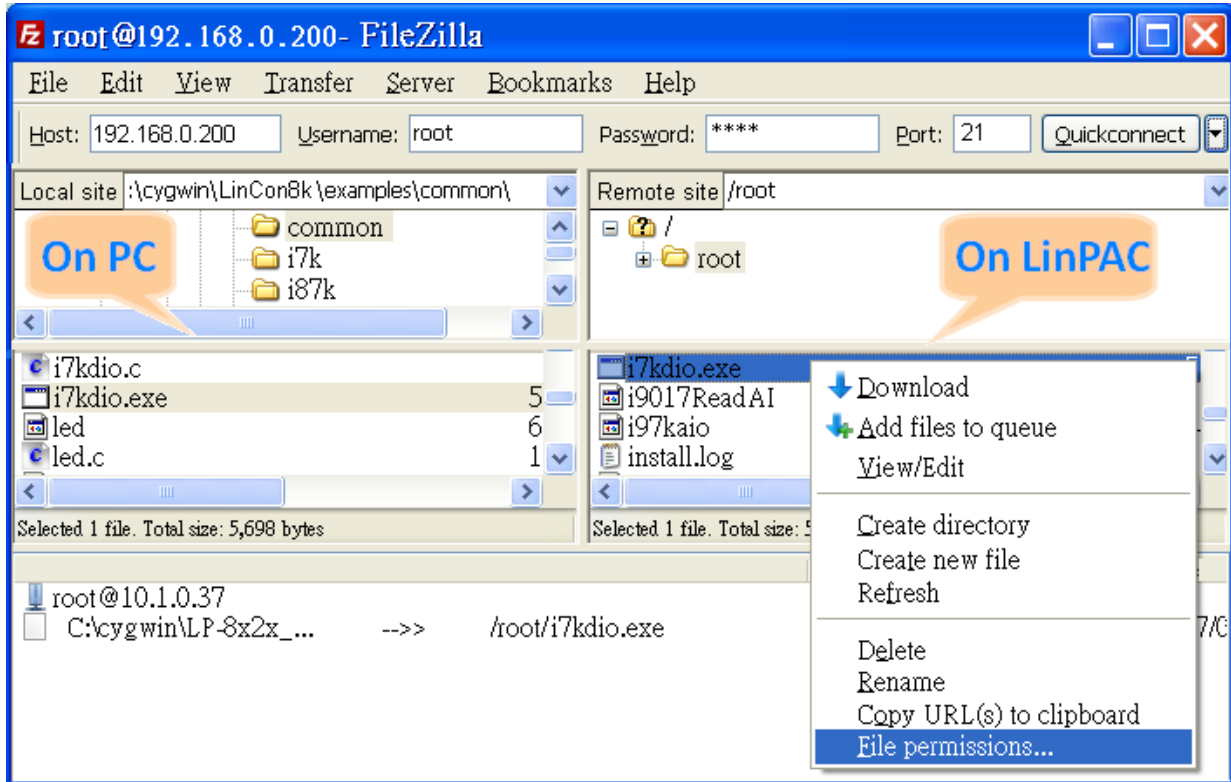 root@192.168.0.200- FileZilla
File Edit View Transfer Server Bookmarks Help
Host: 192.168.0.200 Username: root Password: **** Port: 21 Quickconnect
Local site :\cygwin\LinCon8k\examples\common\
common
i7k
i87k
On PC
Remote site /root
/
root
On LinPAC
i7kdio.c
i7kdio.exe 5
led 6
led.c 1
Selected 1 file. Total size: 5,698 bytes
i7kdio.exe
i9017ReadAI
i97kaio
install.log
Selected 1 file. Total size:
Download
Add files to queue
View/Edit
Create directory
Create new file
Refresh
Delete
Rename
Copy URL(s) to clipboard
File permissions...
root@10.1.0.37
C:\cygwin\LP-8x2x_... -->> /root/i7kdio.exe